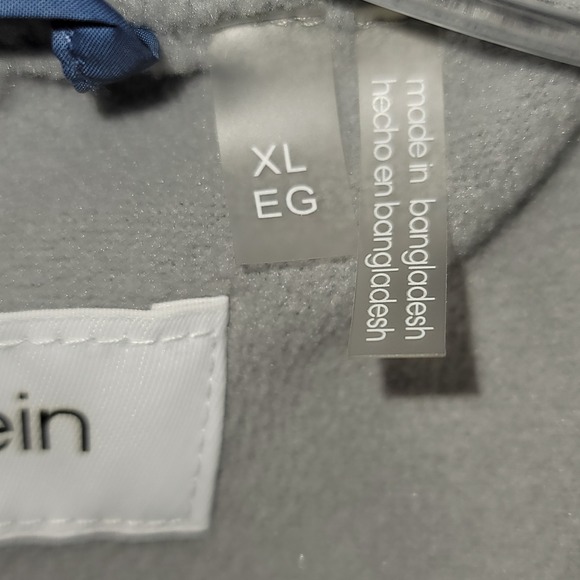 XL
EG
made in bangladesh
hecho en bangladesh
ein